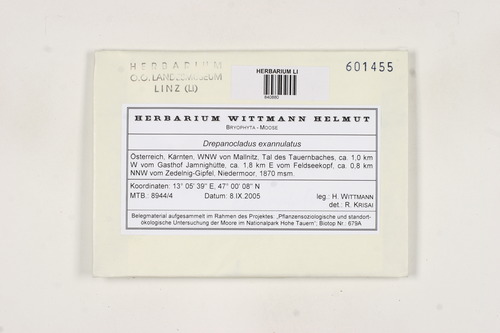 HERBARIUM
O.Ö. LANDESMUSEUM
LINZ (LI)
HERBARIUM LI
601455
HERBARIUM WITTMANN HELMUT
BRYOPHYTA - MOOSE
Drepanocladus exannulatus
Österreich, Kärnten, WNW von Mallnitz, Tal des Tauernbaches, ca. 1,0 km
W vom Gasthof Jamnighütte, ca. 1,8 km E vom Feldseekopf, ca. 0,8 km
NNW vom Zedelnig-Gipfel, Niedermoor, 1870 msm.
Koordinaten: 13° 05' 39" E, 47° 00' 08" N
MTB.: 8944/4 Datum: 8.IX.2005 leg.: H. WITTMANN
det.: R. KRISAI
Belegmaterial aufgesammelt im Rahmen des Projektes: „Pflanzensoziologische und standort-
ökologische Untersuchung der Moore im Nationalpark Hohe Tauern“; Biotop Nr.: 679A